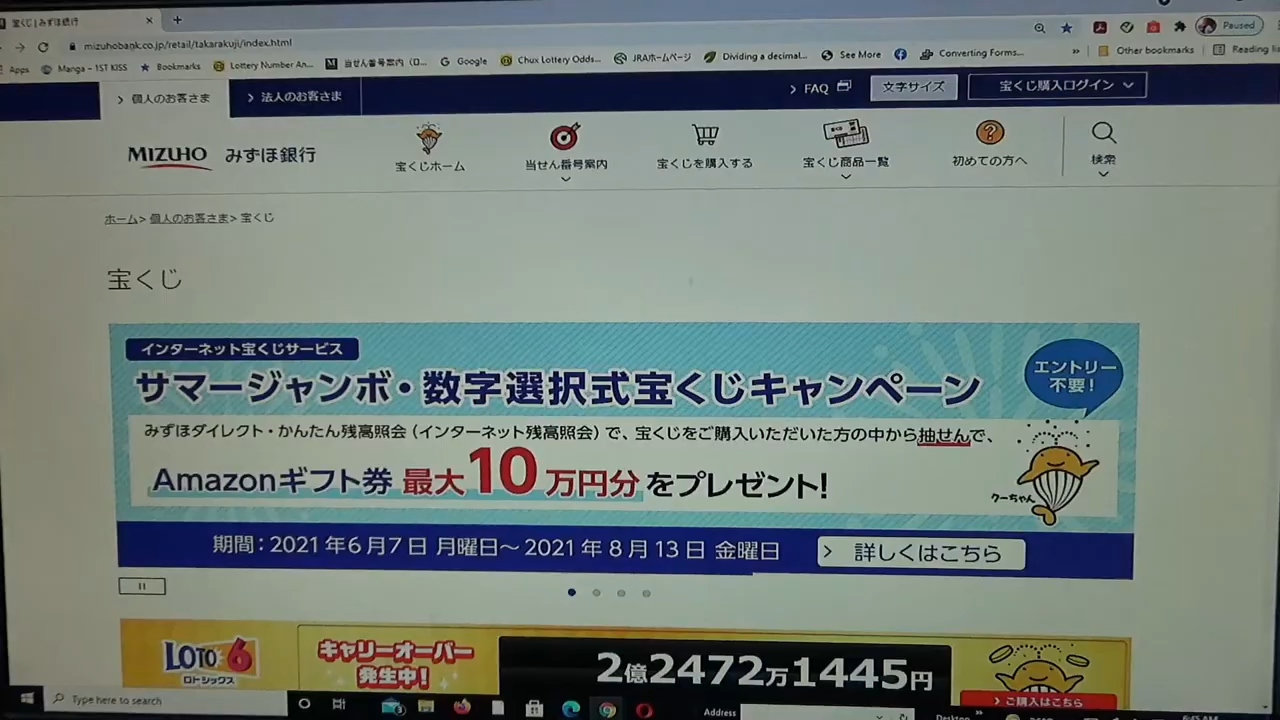 宝くじ | みずほ銀行
mizuhobank.co.jp/retail/takarakuji/index.html
Paused
Apps
Manga - 1ST KISS
Bookmarks
Lottery Number An...
当せん番号案内（ロ...
Google
Chux Lottery Odds...
JRAホームページ
Dividing a decimal...
See More
Converting Forms...
Other bookmarks
Reading
個人のお客さま
法人のお客さま
FAQ
文字サイズ
宝くじ購入ログイン
MIZUHO みずほ銀行
宝くじホーム
当せん番号案内
宝くじを購入する
宝くじ商品一覧
初めての方へ
検索
ホーム> 個人のお客さま> 宝くじ
宝くじ
インターネット宝くじサービス
サマージャンボ・数字選択式宝くじキャンペーン
エントリー
不要！
みずほダイレクト・かんたん残高照会（インターネット残高照会）で、宝くじをご購入いただいた方の中から抽せんで、
Amazonギフト券 最大10万円分をプレゼント！
クーちゃん
期間：2021年6月7日 月曜日～2021年8月13日 金曜日
詳しくはこちら
LOTO 6
ロトシックス
キャリーオーバー
発生中！
2億2472万1445円
ご購入はこちら
Type here to search
Address
Desktop
6:45 AM